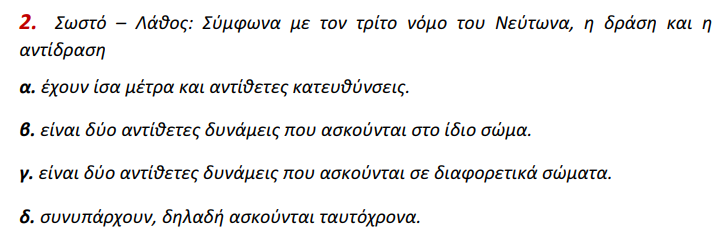 2. Σωστό – Λάθος: Σύμφωνα με τον τρίτο νόμο του Νεύτωνα, η δράση και η
αντίδραση
α. έχουν ίσα μέτρα και αντίθετες κατευθύνσεις.
β. είναι δύο αντίθετες δυνάμεις που ασκούνται στο ίδιο σώμα.
γ. είναι δύο αντίθετες δυνάμεις που ασκούνται σε διαφορετικά σώματα.
δ. συνυπάρχουν, δηλαδή ασκούνται ταυτόχρονα.